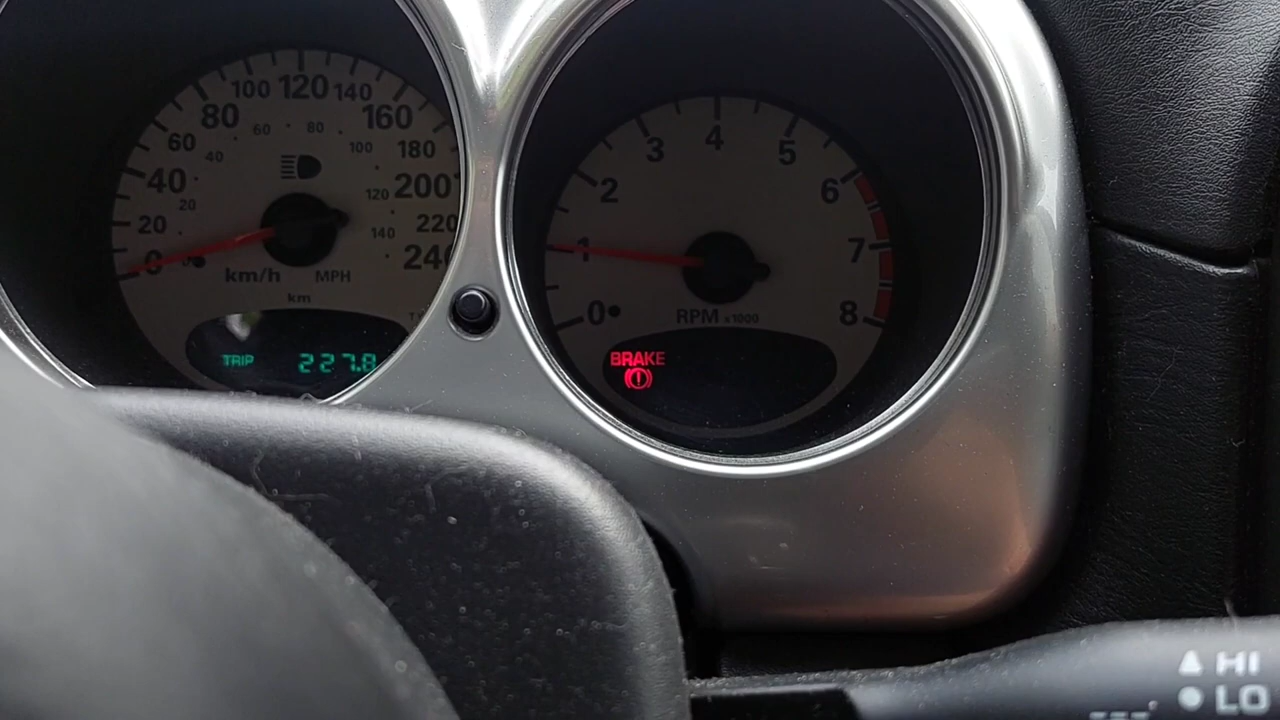 100 120 140
80 160
60 80
60 100 180
40
40 120 200
20
20 140 220
0 240
km/h MPH
km
TRIP 227.8
4
3 5
2 6
1 7
0 8
RPM x1000
BRAKE
HI
LO